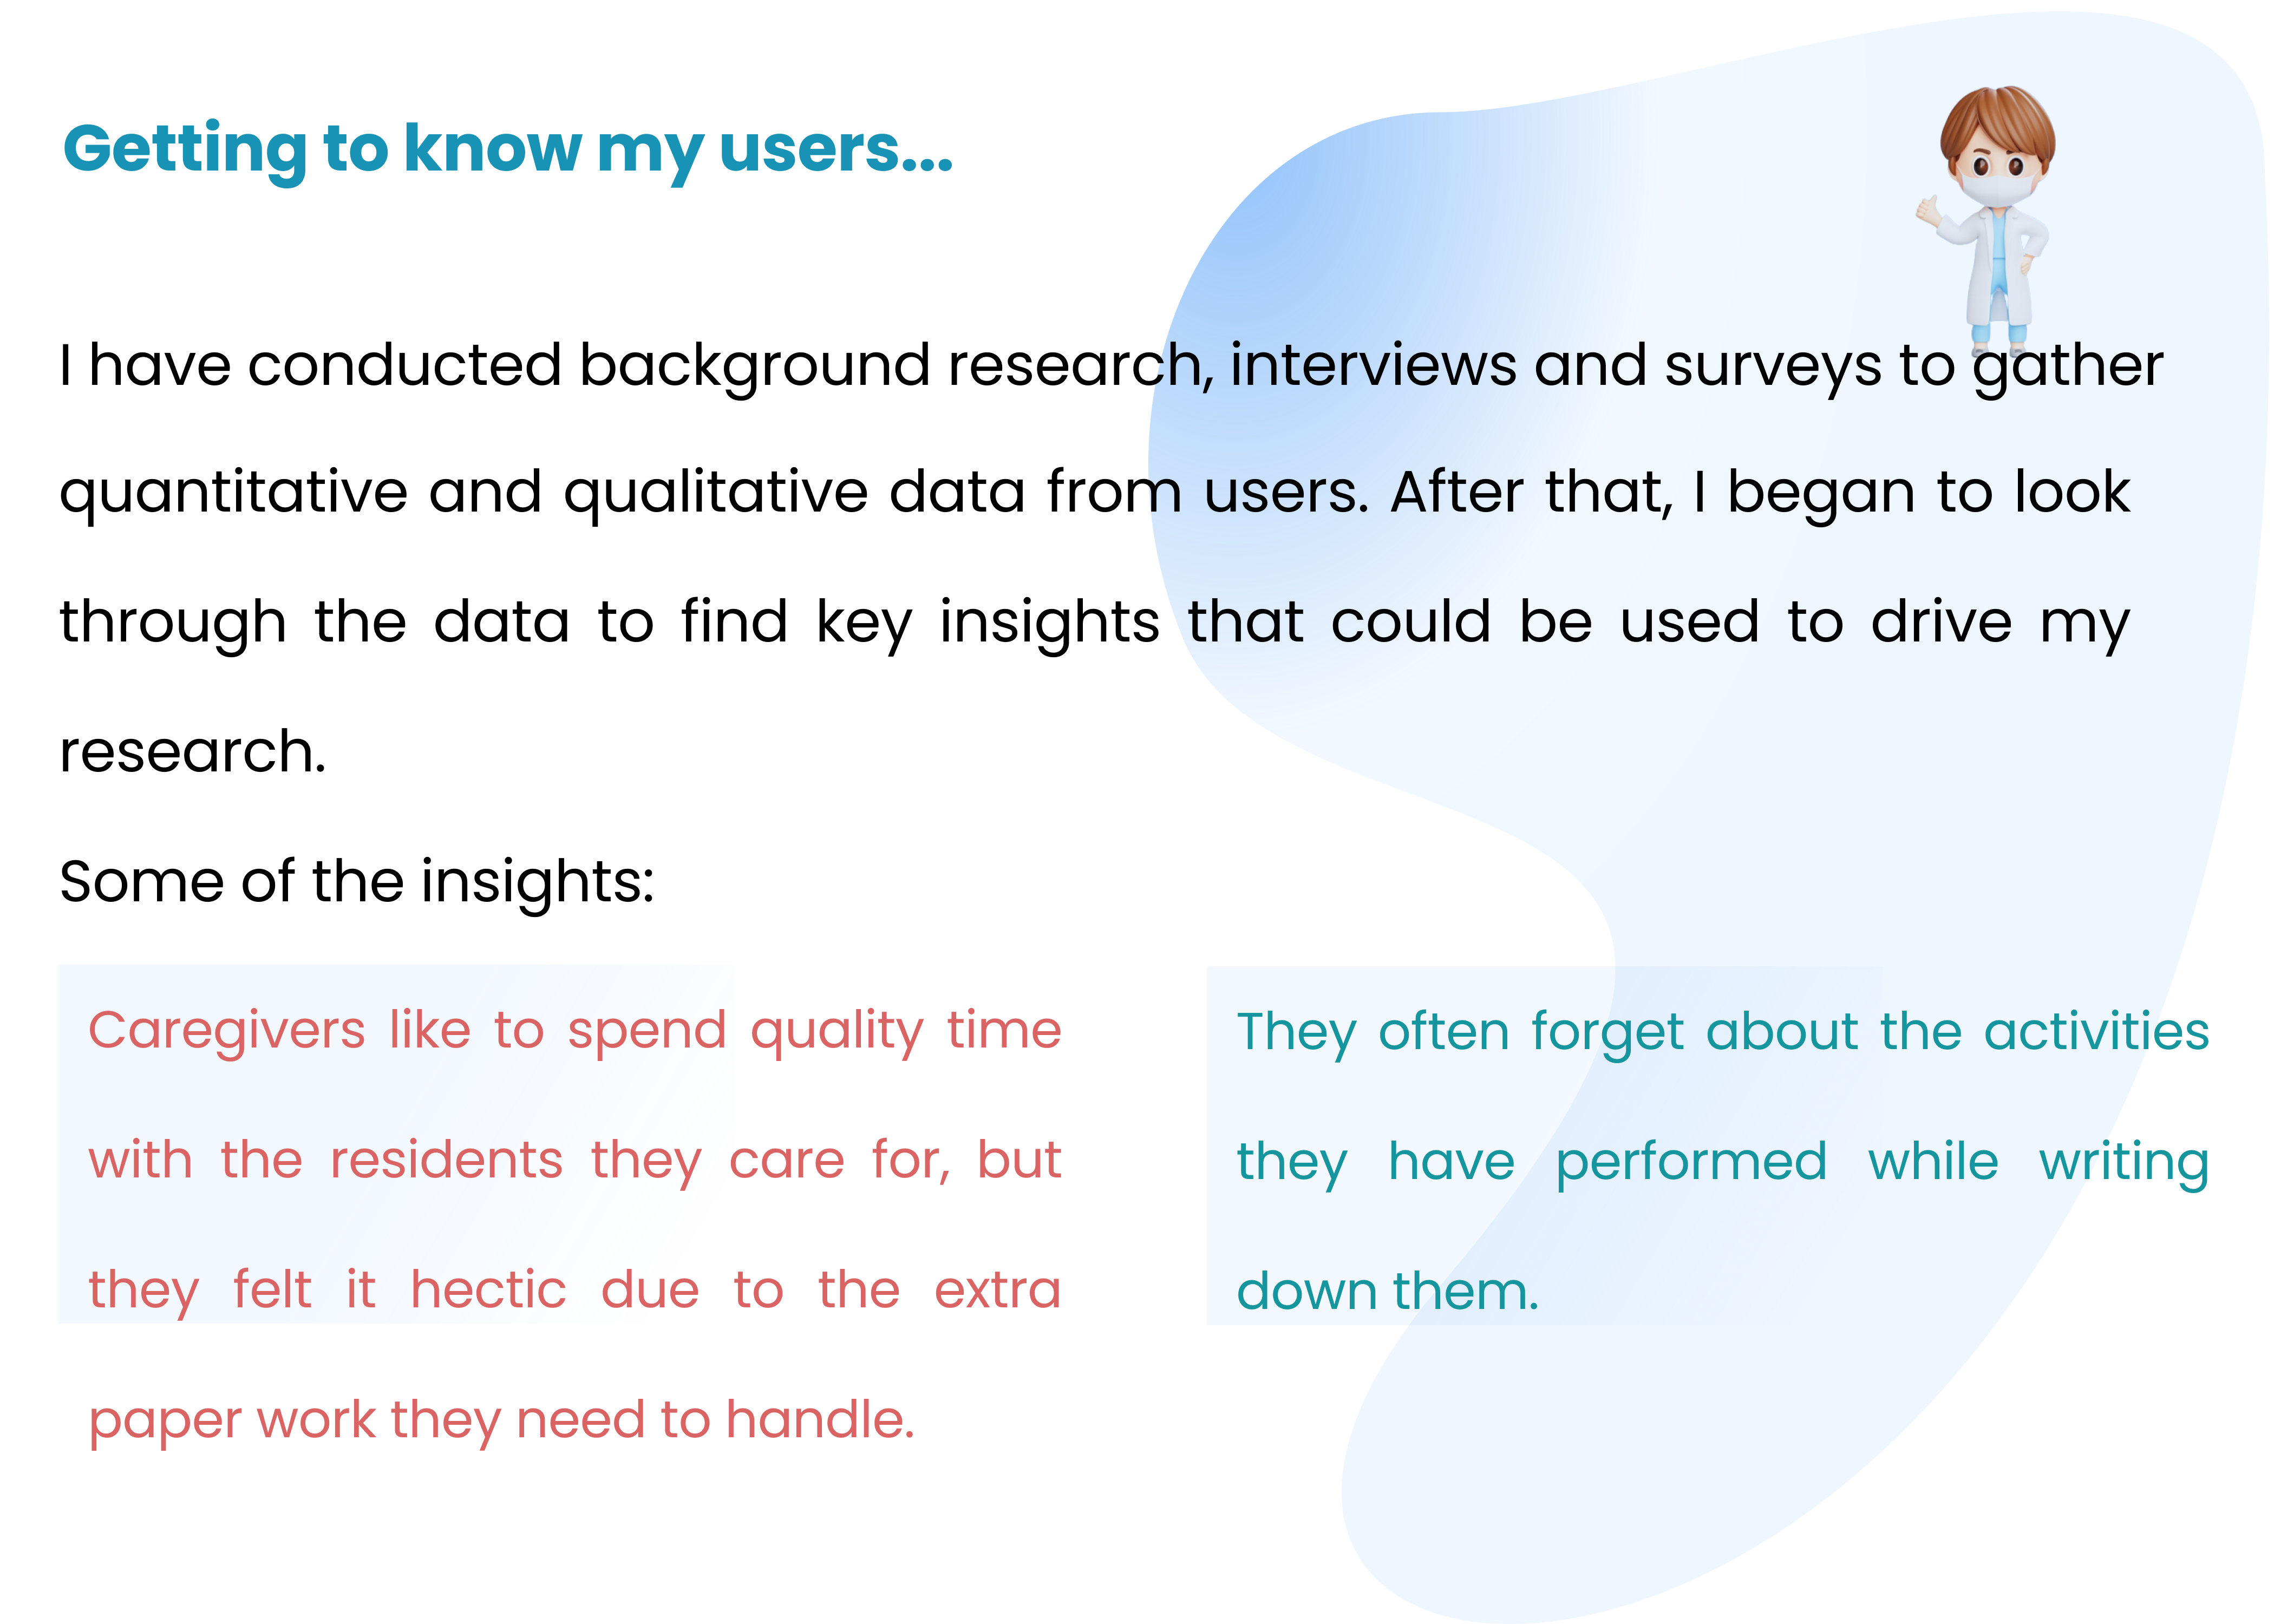 Getting to know my users...
I have conducted background research, interviews and surveys to gather
quantitative and qualitative data from users. After that, I began to look
through the data to find key insights that could be used to drive my
research.
Some of the insights:
Caregivers like to spend quality time
with the residents they care for, but
they felt it hectic due to the extra
paper work they need to handle.
They often forget about the activities
they have performed while writing
down them.